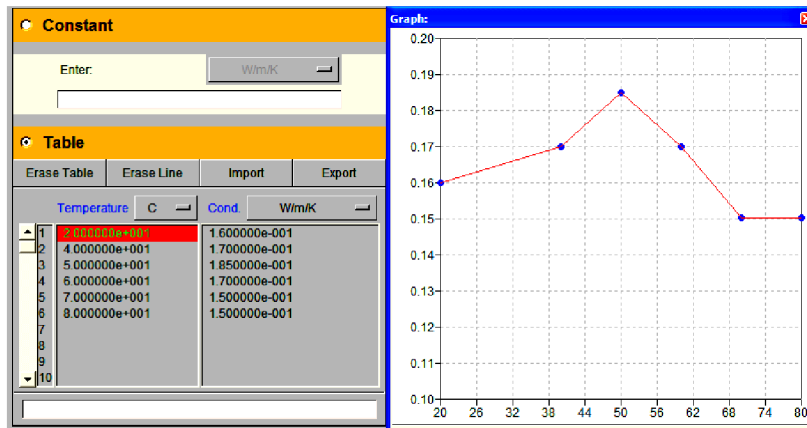 Constant
Enter: W/m/K
Table
Erase Table Erase Line Import Export
Temperature C Cond. W/m/K
1 2.000000e+001 1.600000e-001
2 4.000000e+001 1.700000e-001
3 5.000000e+001 1.850000e-001
4 6.000000e+001 1.700000e-001
5 7.000000e+001 1.500000e-001
6 8.000000e+001 1.500000e-001
7
8
9
10
Graph:
0.20
0.19
0.18
0.17
0.16
0.15
0.14
0.13
0.12
0.11
0.10
20 26 32 38 44 50 56 62 68 74 80